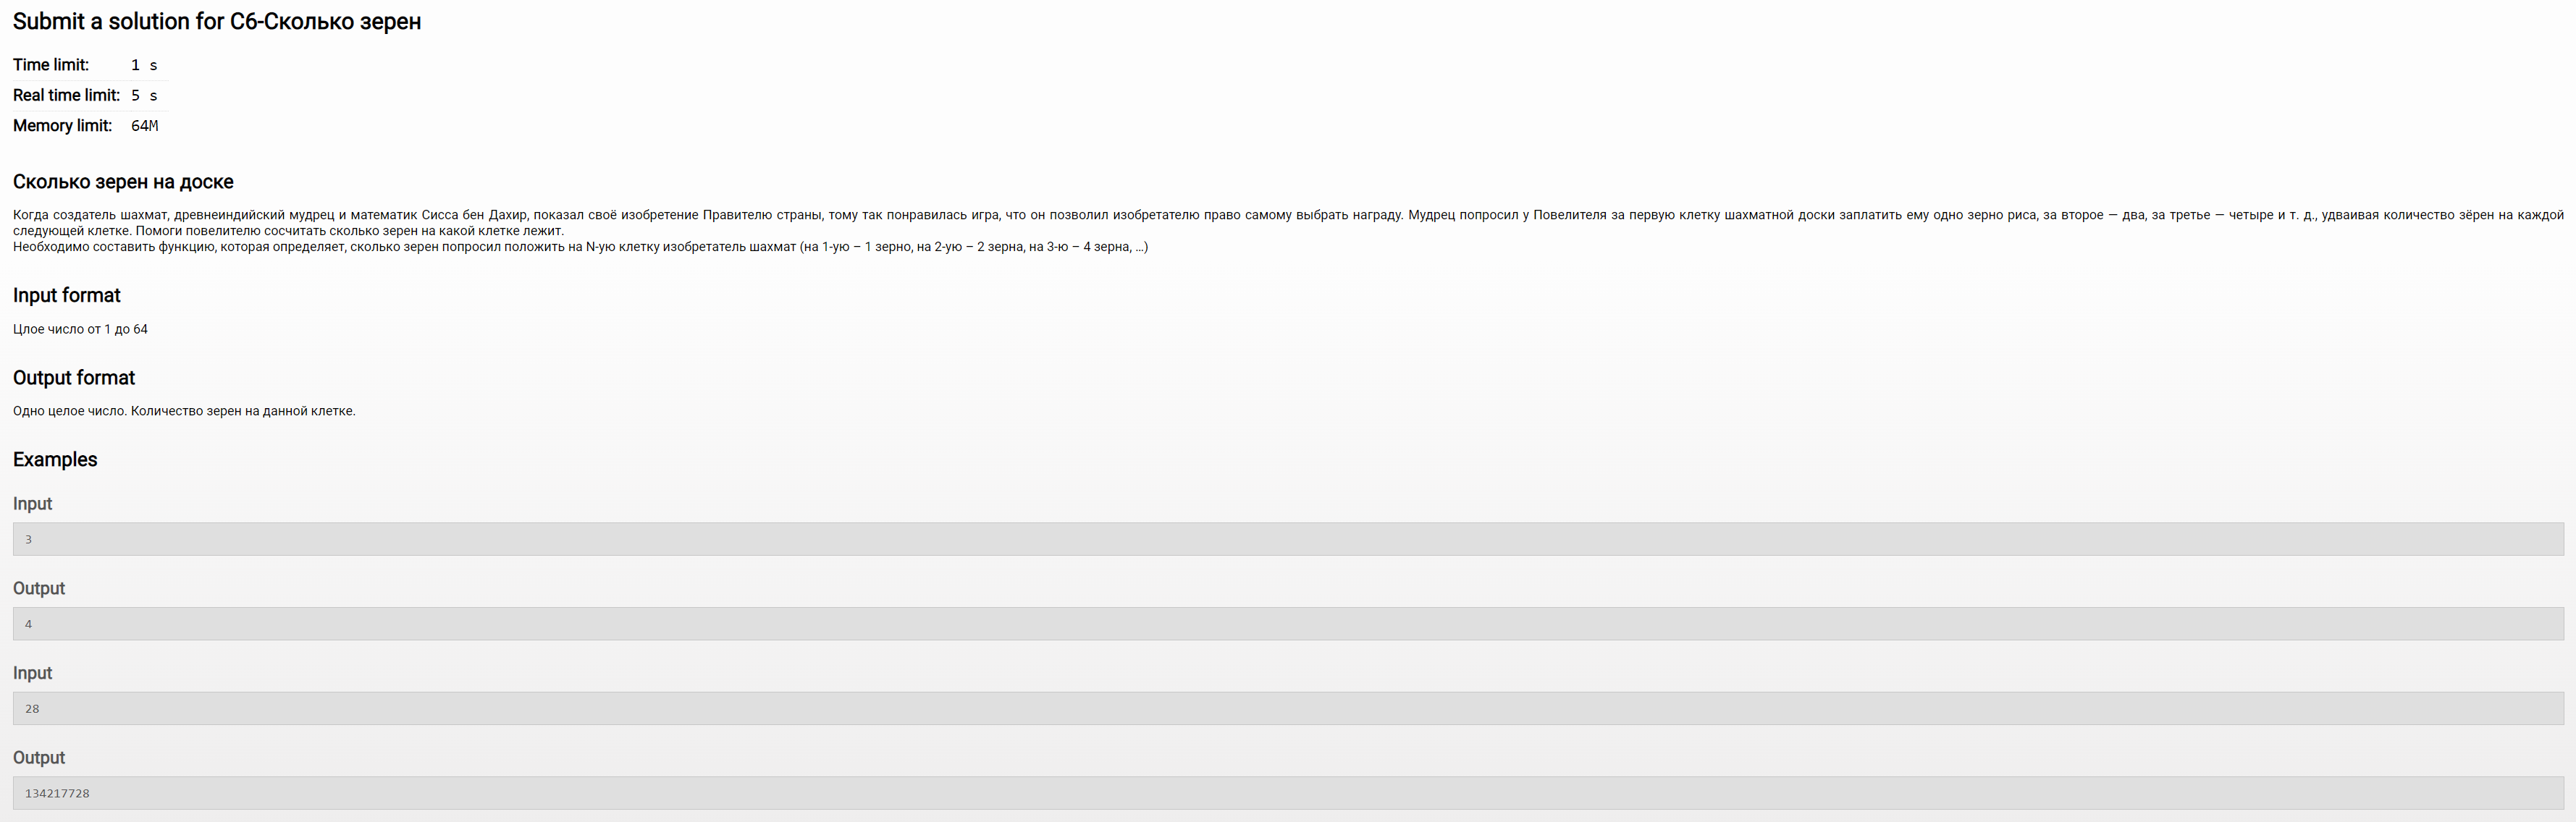 Submit a solution for C6-Сколько зерен
Time limit: 1 s
Real time limit: 5 s
Memory limit: 64M
Сколько зерен на доске
Когда создатель шахмат, древнеиндийский мудрец и математик Сисса бен Дахир, показал своё изобретение Правителю страны, тому так понравилась игра, что он позволил изобретателю право самому выбрать награду. Мудрец попросил у Повелителя за первую клетку шахматной доски заплатить ему одно зерно риса, за второе — два, за третье — четыре и т. д., удваивая количество зёрен на каждой
следующей клетке. Помоги повелителю сосчитать сколько зерен на какой клетке лежит.
Необходимо составить функцию, которая определяет, сколько зерен попросил положить на N-ую клетку изобретатель шахмат (на 1-ую – 1 зерно, на 2-ую – 2 зерна, на 3-ю – 4 зерна, …)
Input format
Цлое число от 1 до 64
Output format
Одно целое число. Количество зерен на данной клетке.
Examples
Input
3
Output
4
Input
28
Output
134217728